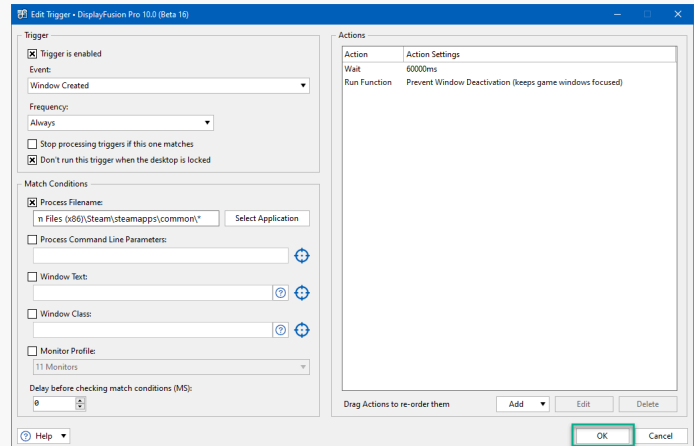 Edit Trigger • DisplayFusion Pro 10.0 (Beta 16)
Trigger
Trigger is enabled
Event:
Window Created
Frequency:
Always
Stop processing triggers if this one matches
Don't run this trigger when the desktop is locked
Match Conditions
Process Filename:
n Files (x86)\Steam\steamapps\common\*
Select Application
Process Command Line Parameters:
Window Text:
Window Class:
Monitor Profile:
11 Monitors
Delay before checking match conditions (MS):
0
Help
Actions
Action Action Settings
Wait 60000ms
Run Function Prevent Window Deactivation (keeps game windows focused)
Drag Actions to re-order them Add Edit Delete
OK Cancel